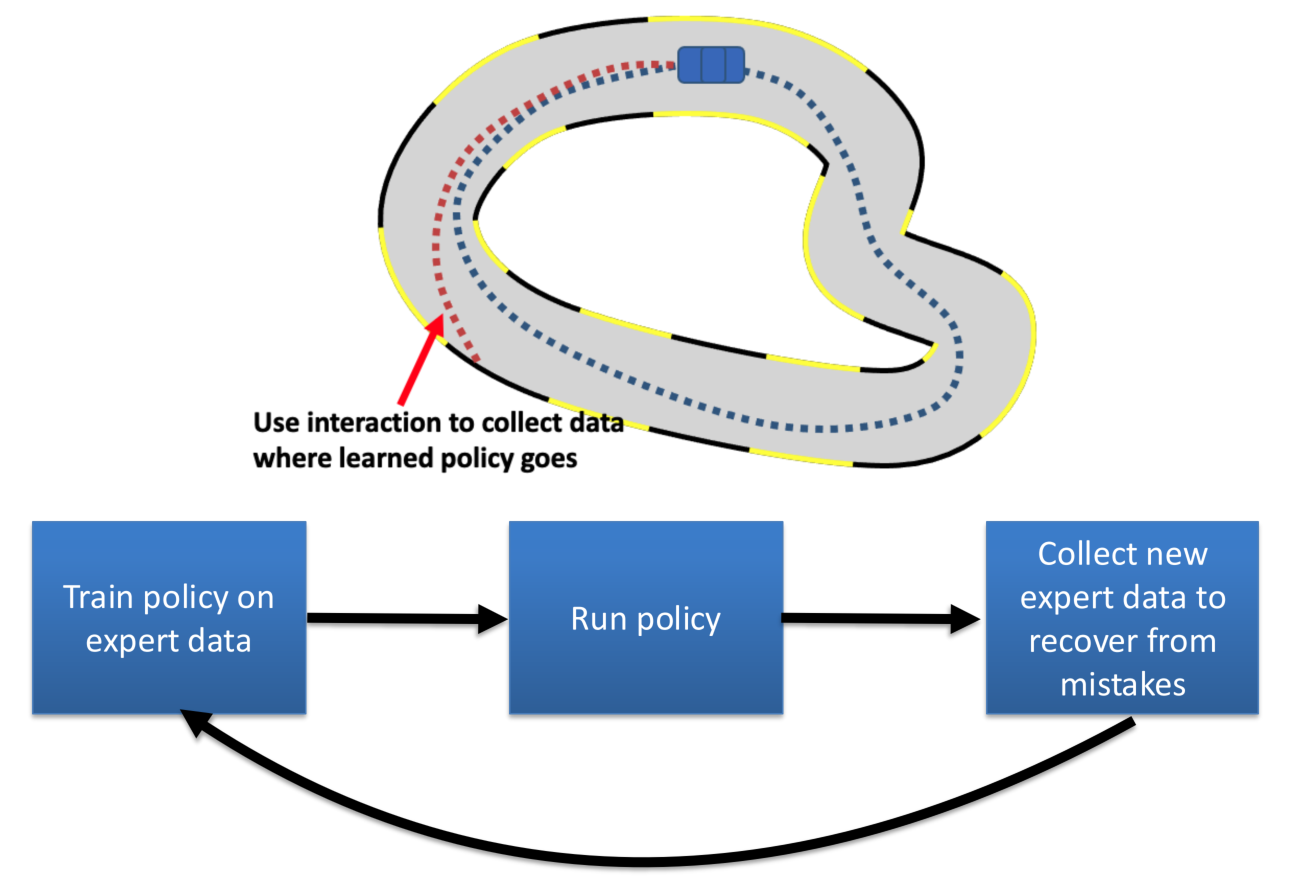 Use interaction to collect data
where learned policy goes
Train policy on
expert data
Run policy
Collect new
expert data to
recover from
mistakes